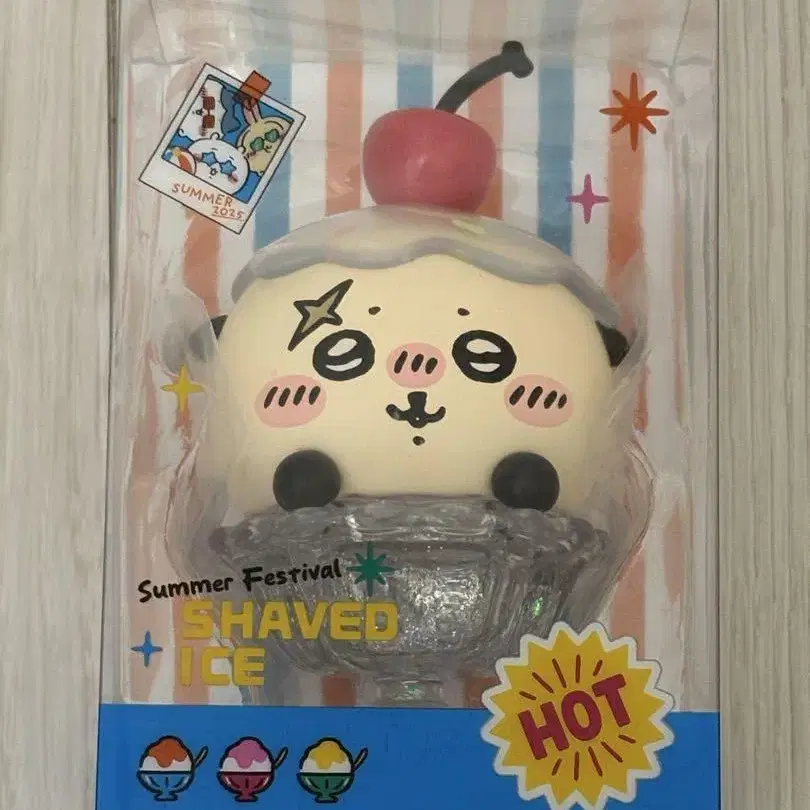 SUMMER
2025
Summer Festival
SHAVED
ICE
HOT